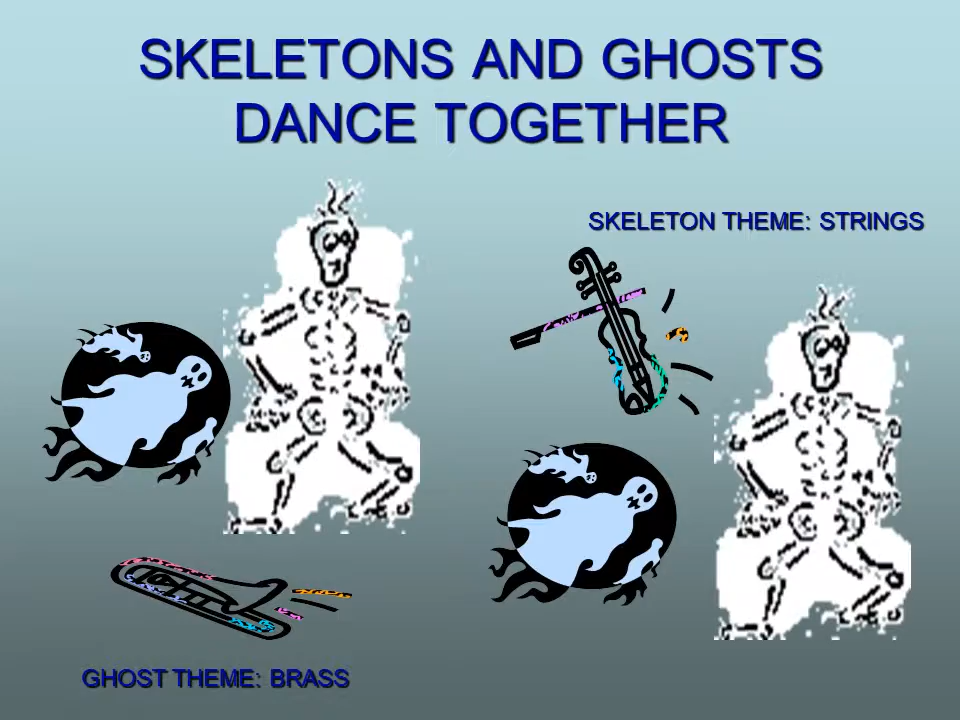 SKELETONS AND GHOSTS
DANCE TOGETHER
SKELETON THEME: STRINGS
GHOST THEME: BRASS